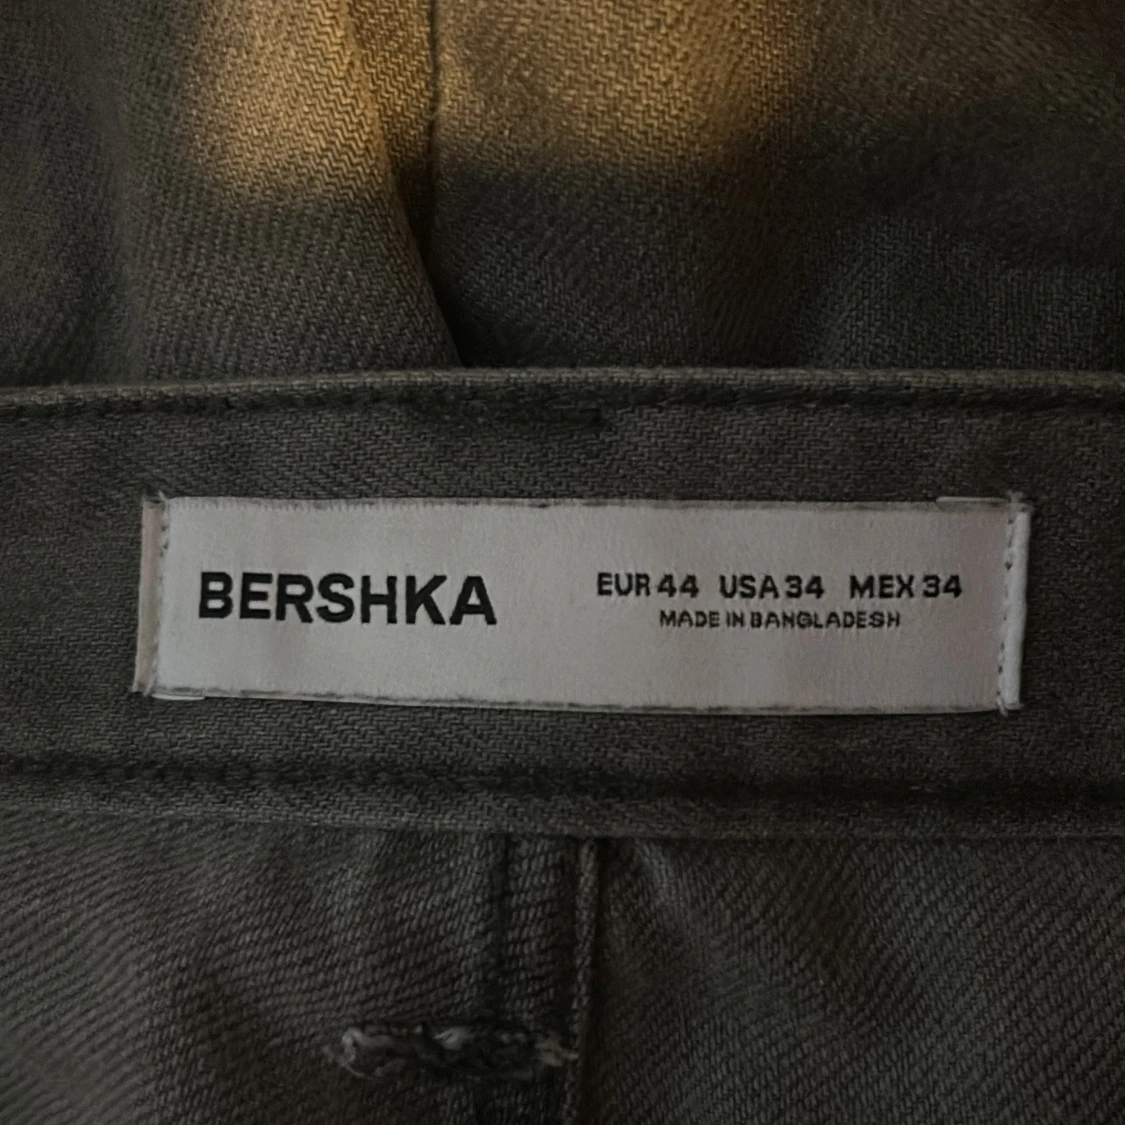 BERSHKA
EUR 44 USA 34 MEX 34
MADE IN BANGLADESH